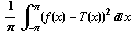 1/π ∫_{-π}^{π} (f(x) - T(x))² ⅆx